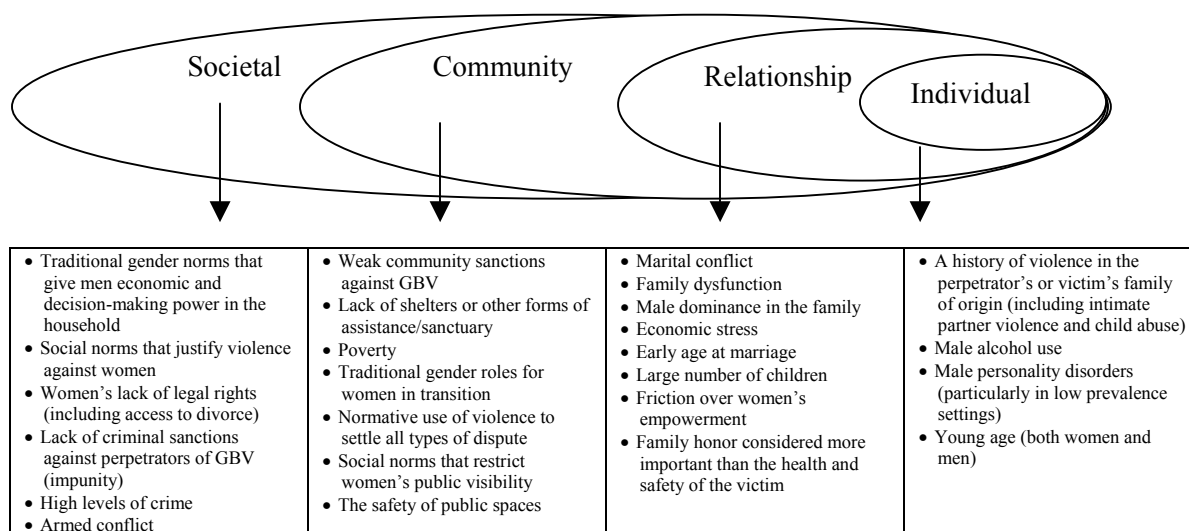 Societal
Community
Relationship
Individual
• Traditional gender norms that
give men economic and
decision-making power in the
household
• Social norms that justify violence
against women
• Women's lack of legal rights
(including access to divorce)
• Lack of criminal sanctions
against perpetrators of GBV
(impunity)
• High levels of crime
• Armed conflict
• Weak community sanctions
against GBV
• Lack of shelters or other forms of
assistance/sanctuary
• Poverty
• Traditional gender roles for
women in transition
• Normative use of violence to
settle all types of dispute
• Social norms that restrict
women's public visibility
• The safety of public spaces
• Marital conflict
• Family dysfunction
• Male dominance in the family
• Economic stress
• Early age at marriage
• Large number of children
• Friction over women's
empowerment
• Family honor considered more
important than the health and
safety of the victim
• A history of violence in the
perpetrator's or victim's family
of origin (including intimate
partner violence and child abuse)
• Male alcohol use
• Male personality disorders
(particularly in low prevalence
settings)
• Young age (both women and
men)